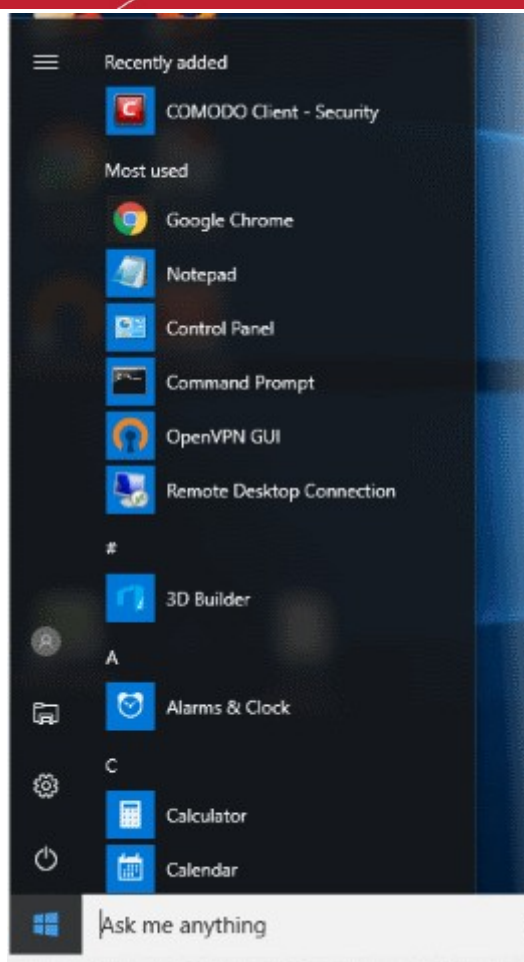 Recently added
COMODO Client - Security
Most used
Google Chrome
Notepad
Control Panel
Command Prompt
OpenVPN GUI
Remote Desktop Connection
#
3D Builder
A
Alarms & Clock
C
Calculator
Calendar
Ask me anything